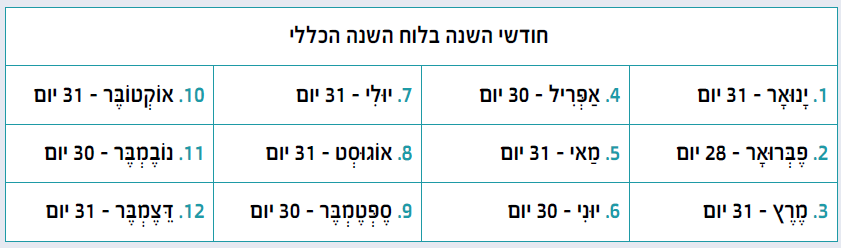 חודשי השנה בלוח השנה הכללי
1. יָנוּאָר - 31 יום
2. פֶבְּרוּאָר - 28 יום
3. מֶרֶץ - 31 יום
4. אַפְּרִיל - 30 יום
5. מַאי - 31 יום
6. יוּנִי - 30 יום
7. יוּלִי - 31 יום
8. אוֹגוּסְט - 31 יום
9. סֶפְּטֶמְבֶּר - 30 יום
10. אוֹקְטוֹבֶּר - 31 יום
11. נוֹבֶמְבֶּר - 30 יום
12. דֵּצֶמְבֶּר - 31 יום